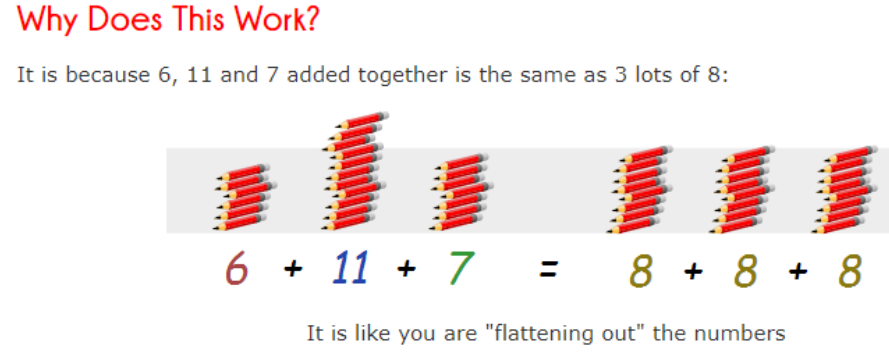 Why Does This Work?
It is because 6, 11 and 7 added together is the same as 3 lots of 8:
6 + 11 + 7 = 8 + 8 + 8
It is like you are "flattening out" the numbers